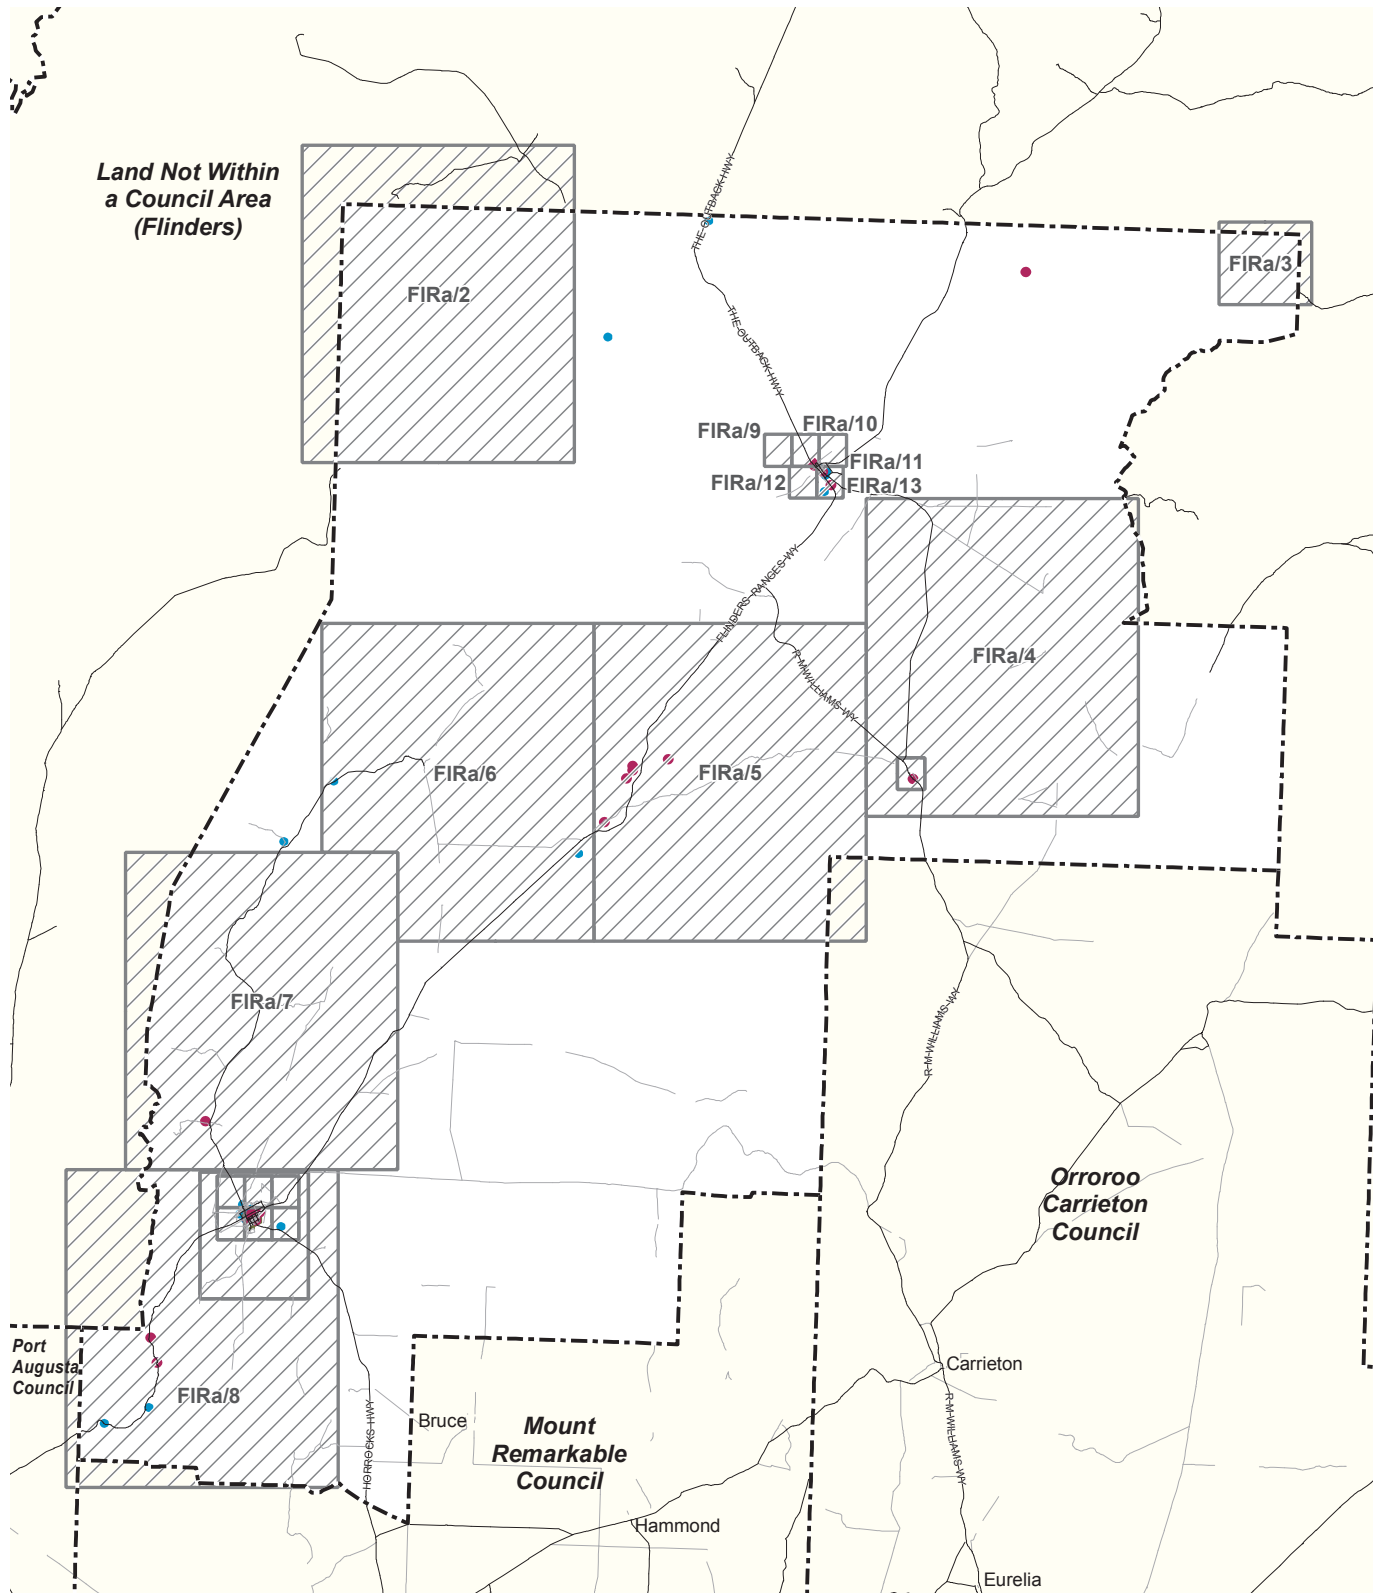 THE OUTBACK HWY
Land Not Within
a Council Area
(Flinders)
FlRa/3
FlRa/2
THE OUTBACK HWY
FlRa/10
FlRa/9
FlRa/11
FlRa/12
FlRa/13
FLINDERS RANGES WY
FlRa/4
R M WILLIAMS WY
FlRa/6
FlRa/5
FlRa/7
R M WILLIAMS WY
Orroroo
Carrieton
Council
Port
Augusta
Council
Carrieton
FlRa/8
R M WILLIAMS WY
HORROCKS HWY
Bruce
Mount
Remarkable
Council
Hammond
Eurelia